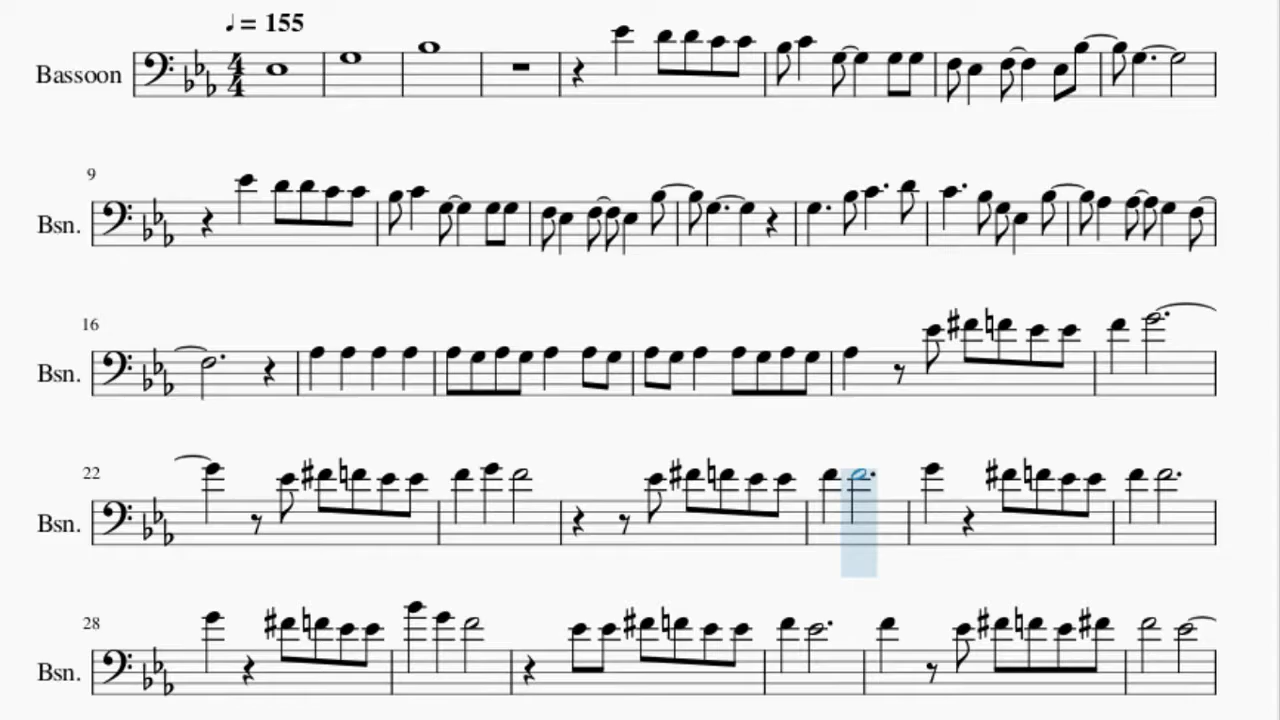 ♩ = 155
Bassoon 4 4
9
Bsn.
16
Bsn.
22
Bsn.
28
Bsn.